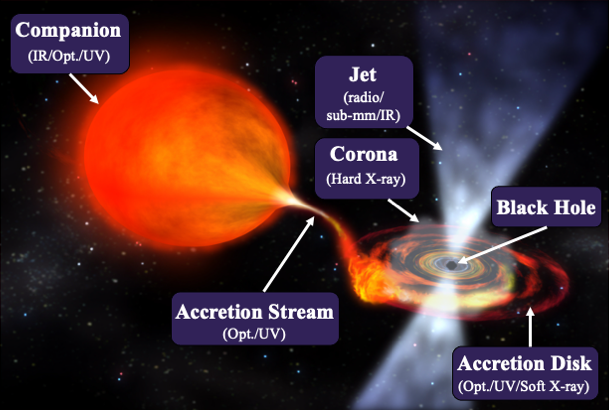 Companion
(IR/Opt./UV)
Jet
(radio/
sub-mm/IR)
Corona
(Hard X-ray)
Black Hole
Accretion Stream
(Opt./UV)
Accretion Disk
(Opt./UV/Soft X-ray)